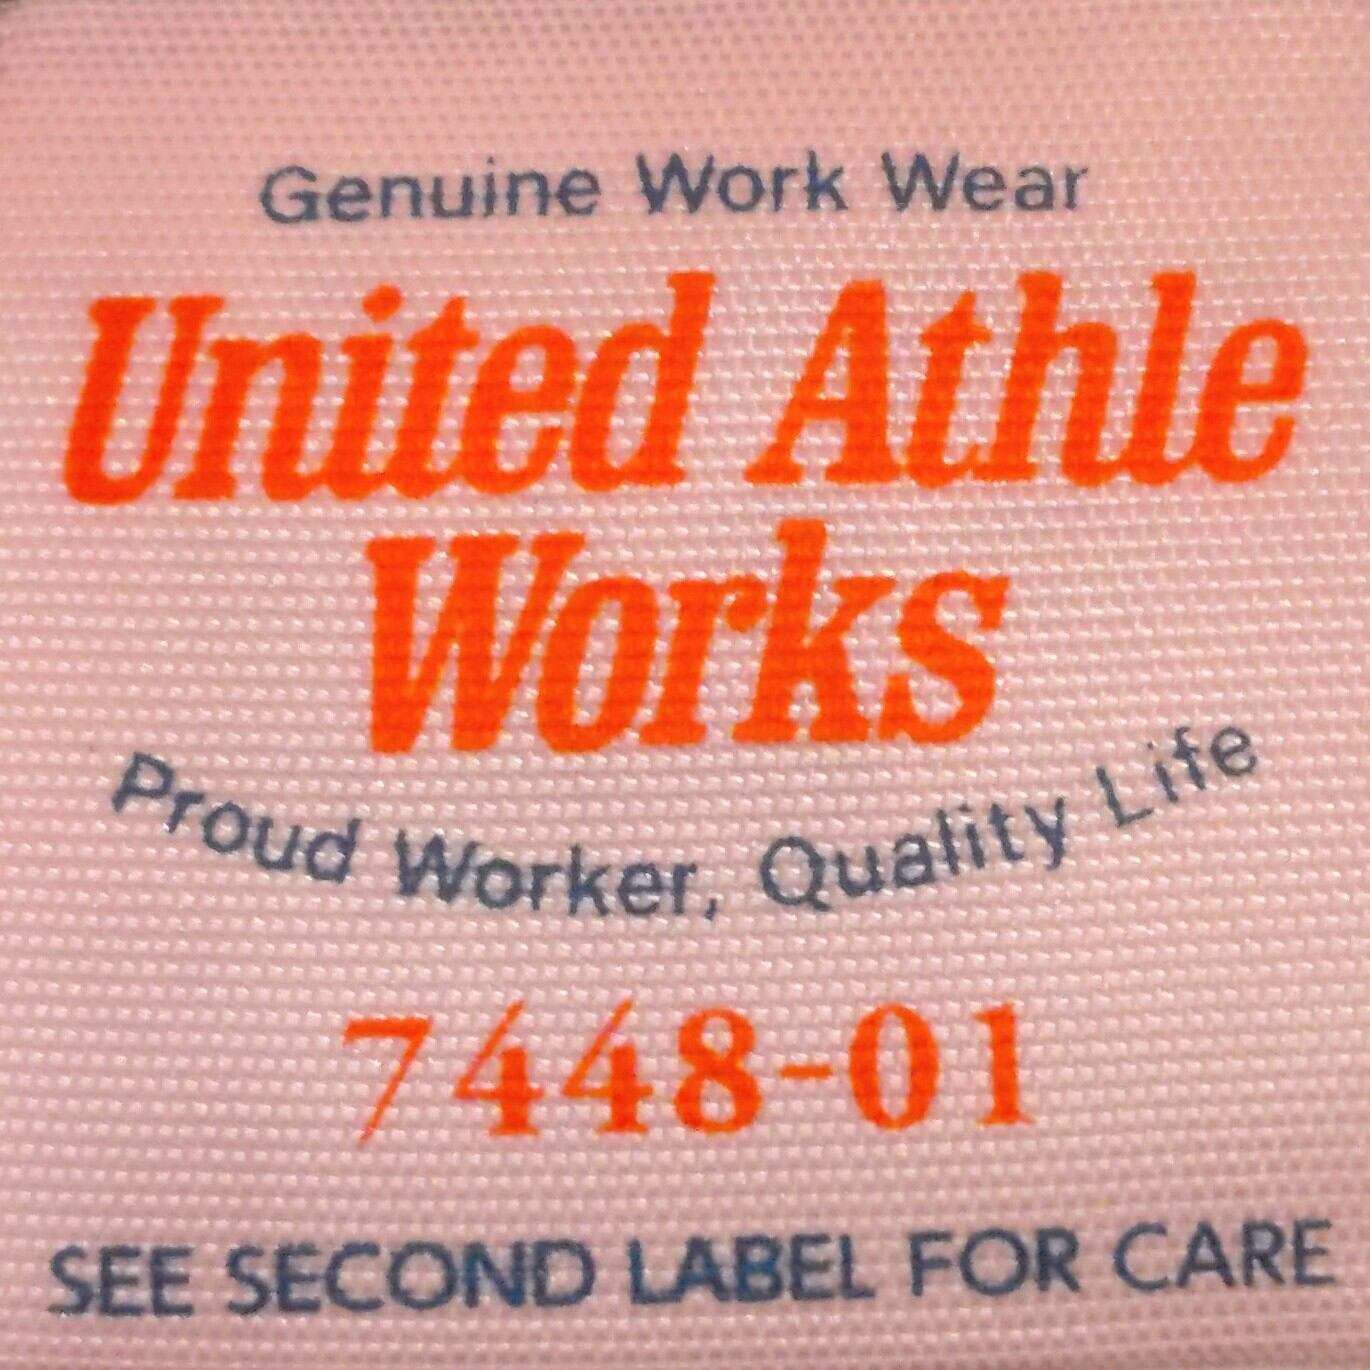 Genuine Work Wear
United Athle
Works
Proud Worker, Quality Life
7448-01
SEE SECOND LABEL FOR CARE